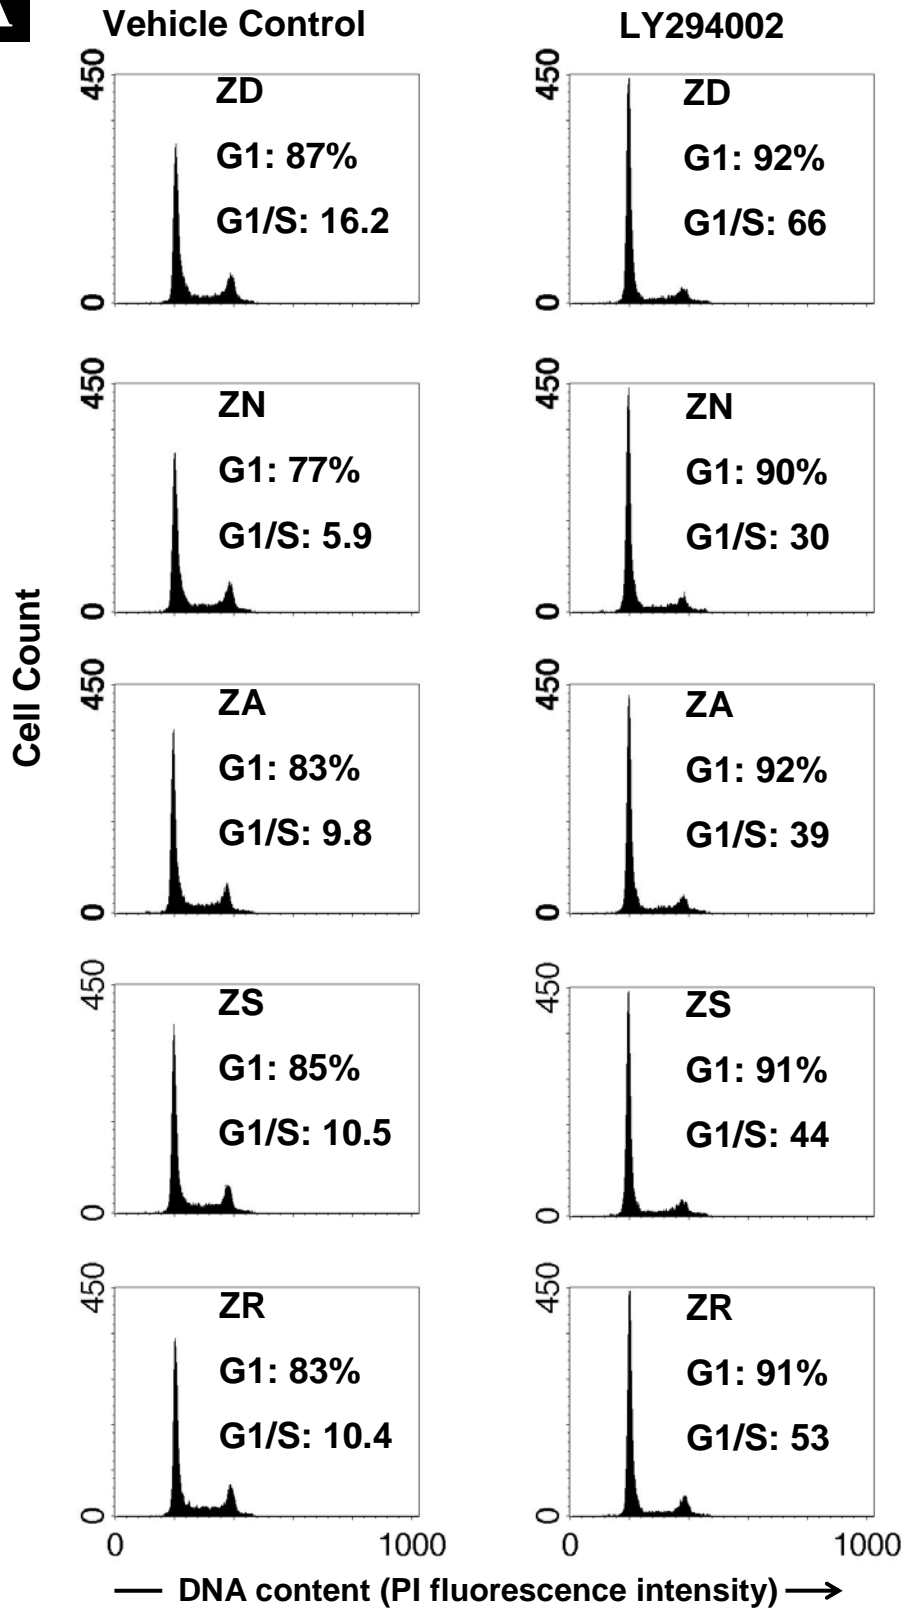 A
Vehicle Control LY294002
450
ZD
G1: 87%
G1/S: 16.2
0
450
ZD
G1: 92%
G1/S: 66
0
450
ZN
G1: 77%
G1/S: 5.9
0
450
ZN
G1: 90%
G1/S: 30
0
Cell Count
450
ZA
G1: 83%
G1/S: 9.8
0
450
ZA
G1: 92%
G1/S: 39
0
450
ZS
G1: 85%
G1/S: 10.5
0
450
ZS
G1: 91%
G1/S: 44
0
450
ZR
G1: 83%
G1/S: 10.4
0
450
ZR
G1: 91%
G1/S: 53
0
0 1000 0 1000
DNA content (PI fluorescence intensity)